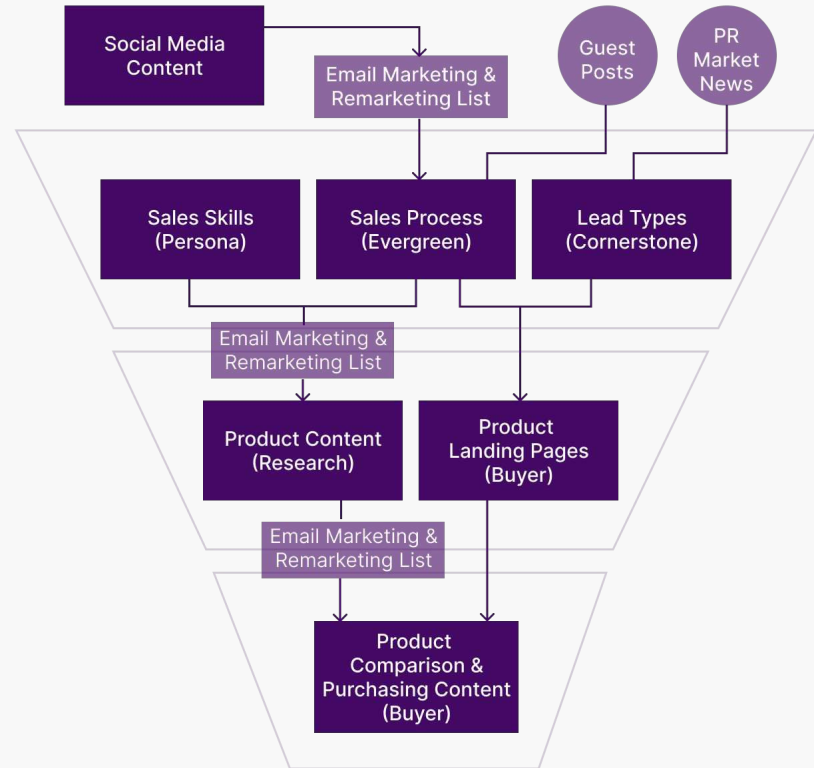 Social Media
Content
Email Marketing &
Remarketing List
Guest
Posts
PR
Market
News
Sales Skills
(Persona)
Sales Process
(Evergreen)
Lead Types
(Cornerstone)
Email Marketing &
Remarketing List
Product Content
(Research)
Product
Landing Pages
(Buyer)
Email Marketing &
Remarketing List
Product
Comparison &
Purchasing Content
(Buyer)